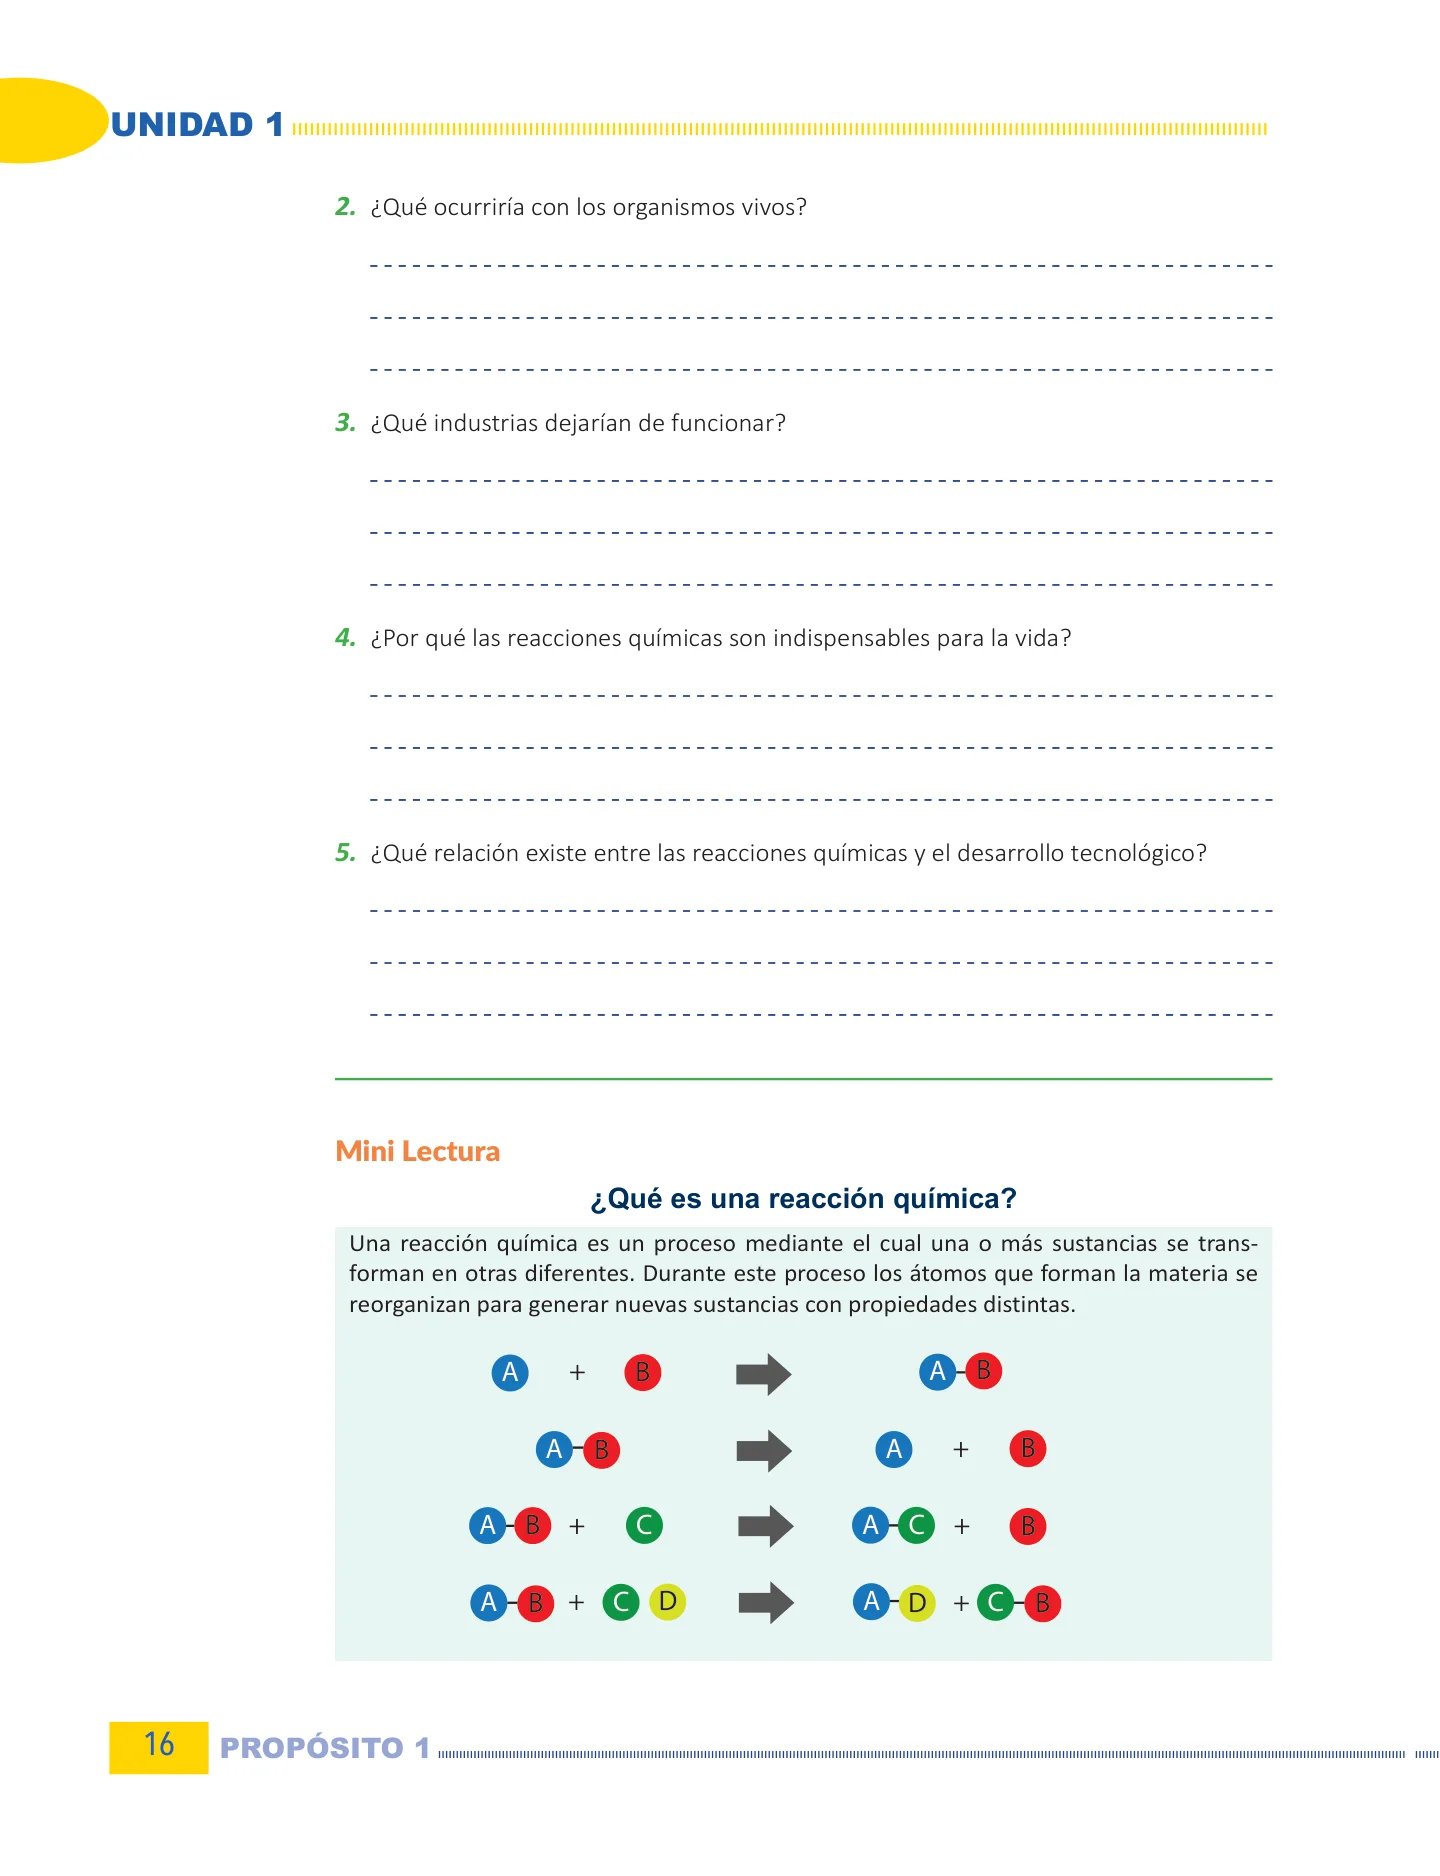 UNIDAD 1
2. ¿Qué ocurriría con los organismos vivos?
3. ¿Qué industrias dejarían de funcionar?
4. ¿Por qué las reacciones químicas son indispensables para la vida?
5. ¿Qué relación existe entre las reacciones químicas y el desarrollo tecnológico?
Mini Lectura
¿Qué es una reacción química?
Una reacción química es un proceso mediante el cual una o más sustancias se trans-
forman en otras diferentes. Durante este proceso los átomos que forman la materia se
reorganizan para generar nuevas sustancias con propiedades distintas.
A + B A B
A B A + B
A B + C A C + B
A B + C D A D + C B
16 PROPÓSITO 1